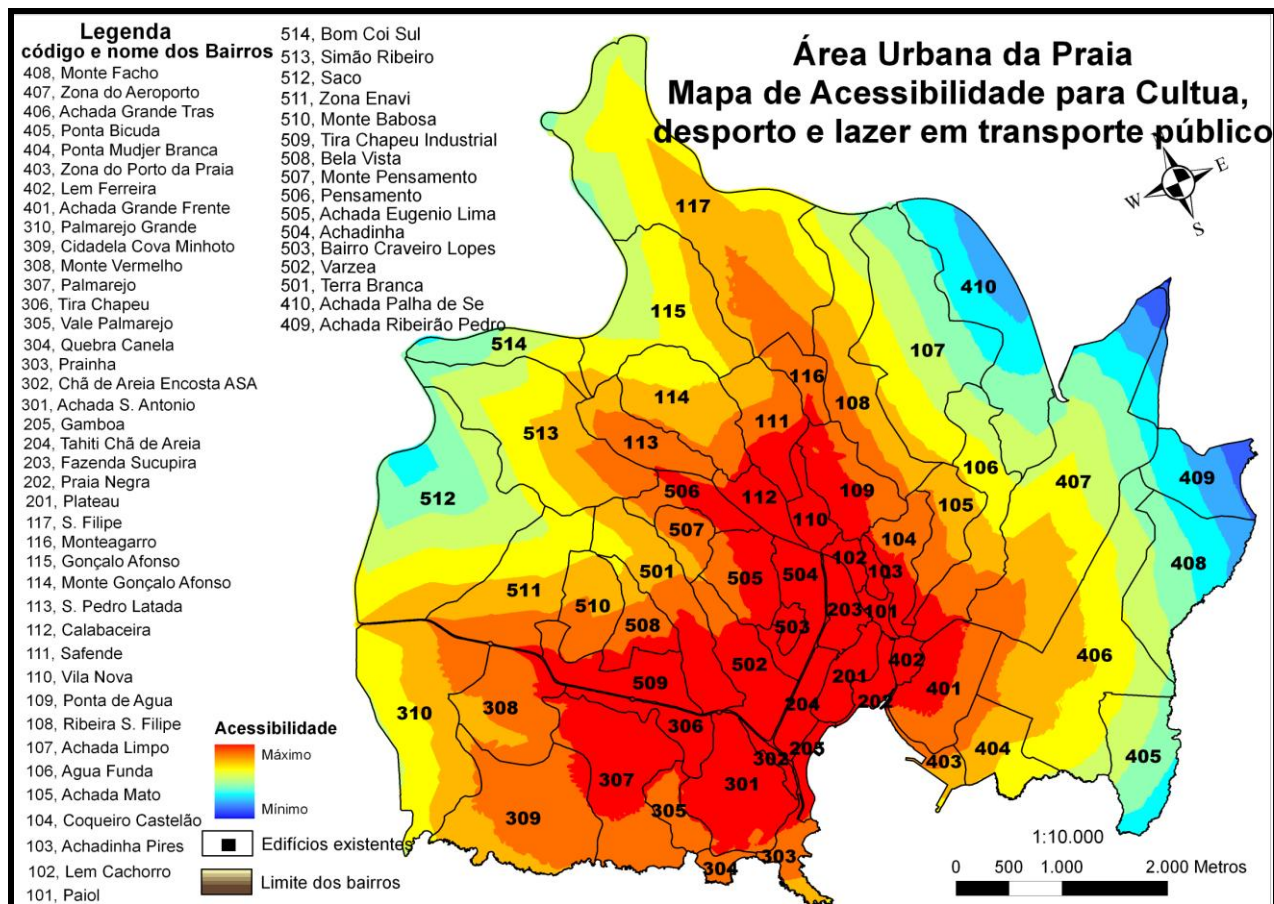 Legenda
código e nome dos Bairros
408, Monte Facho
407, Zona do Aeroporto
406, Achada Grande Tras
405, Ponta Bicuda
404, Ponta Mudjer Branca
403, Zona do Porto da Praia
402, Lem Ferreira
401, Achada Grande Frente
310, Palmarejo Grande
309, Cidadela Cova Minhoto
308, Monte Vermelho
307, Palmarejo
306, Tira Chapeu
305, Vale Palmarejo
304, Quebra Canela
303, Prainha
302, Chã de Areia Encosta ASA
301, Achada S. Antonio
205, Gamboa
204, Tahiti Chã de Areia
203, Fazenda Sucupira
202, Praia Negra
201, Plateau
117, S. Filipe
116, Monteagarro
115, Gonçalo Afonso
114, Monte Gonçalo Afonso
113, S. Pedro Latada
112, Calabaceira
111, Safende
110, Vila Nova
109, Ponta de Agua
108, Ribeira S. Filipe
107, Achada Limpo
106, Agua Funda
105, Achada Mato
104, Coqueiro Castelão
103, Achadinha Pires
102, Lem Cachorro
101, Paiol
514, Bom Coi Sul
513, Simão Ribeiro
512, Saco
511, Zona Enavi
510, Monte Babosa
509, Tira Chapeu Industrial
508, Bela Vista
507, Monte Pensamento
506, Pensamento
505, Achada Eugenio Lima
504, Achadinha
503, Bairro Craveiro Lopes
502, Varzea
501, Terra Branca
410, Achada Palha de Se
409, Achada Ribeirão Pedro
Área Urbana da Praia
Mapa de Acessibilidade para Cultua,
desporto e lazer em transporte público
E
W
S
117
410
115
107
514
116
114
108
111
513
113
106
407
409
512
506
112
109
105
110
507
104
408
102
505
504
103
501
511
510
203
101
503
508
402
406
502
201
509
401
202
310
308
204
306
404
205
405
302
403
307
301
305
309
303
304
Acessibilidade
Máximo
Mínimo
Edifícios existentes
Limite dos bairros
1:10.000
0 500 1.000 2.000 Metros